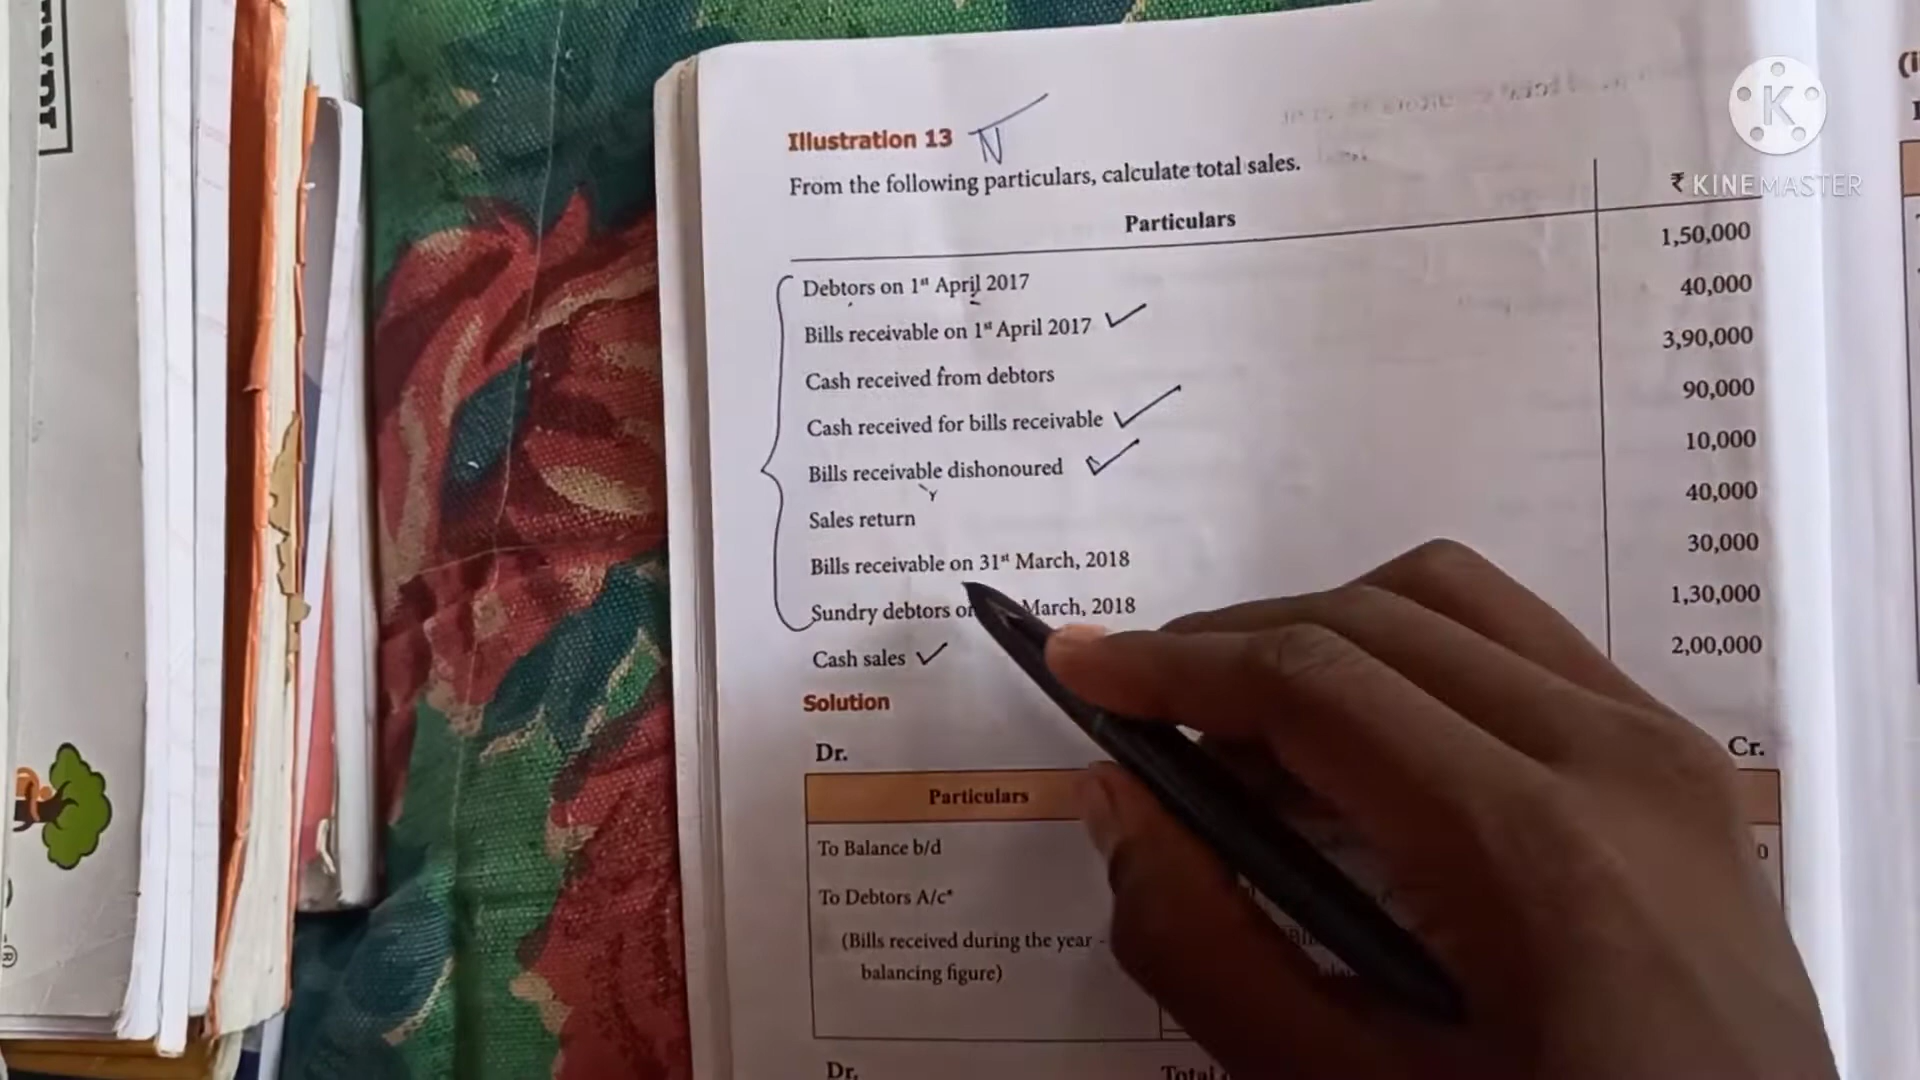 Illustration 13 N
From the following particulars, calculate total sales.
Particulars ₹
Debtors on 1st April 2017 1,50,000
Bills receivable on 1st April 2017 40,000
Cash received from debtors 3,90,000
Cash received for bills receivable 90,000
Bills receivable dishonoured 10,000
Sales return 40,000
Bills receivable on 31st March, 2018 30,000
Sundry debtors on March, 2018 1,30,000
Cash sales 2,00,000
Solution
Dr. Cr.
Particulars
To Balance b/d 0
To Debtors A/c*
(Bills received during the year -
balancing figure)
Dr. Total
K
KINEMASTER